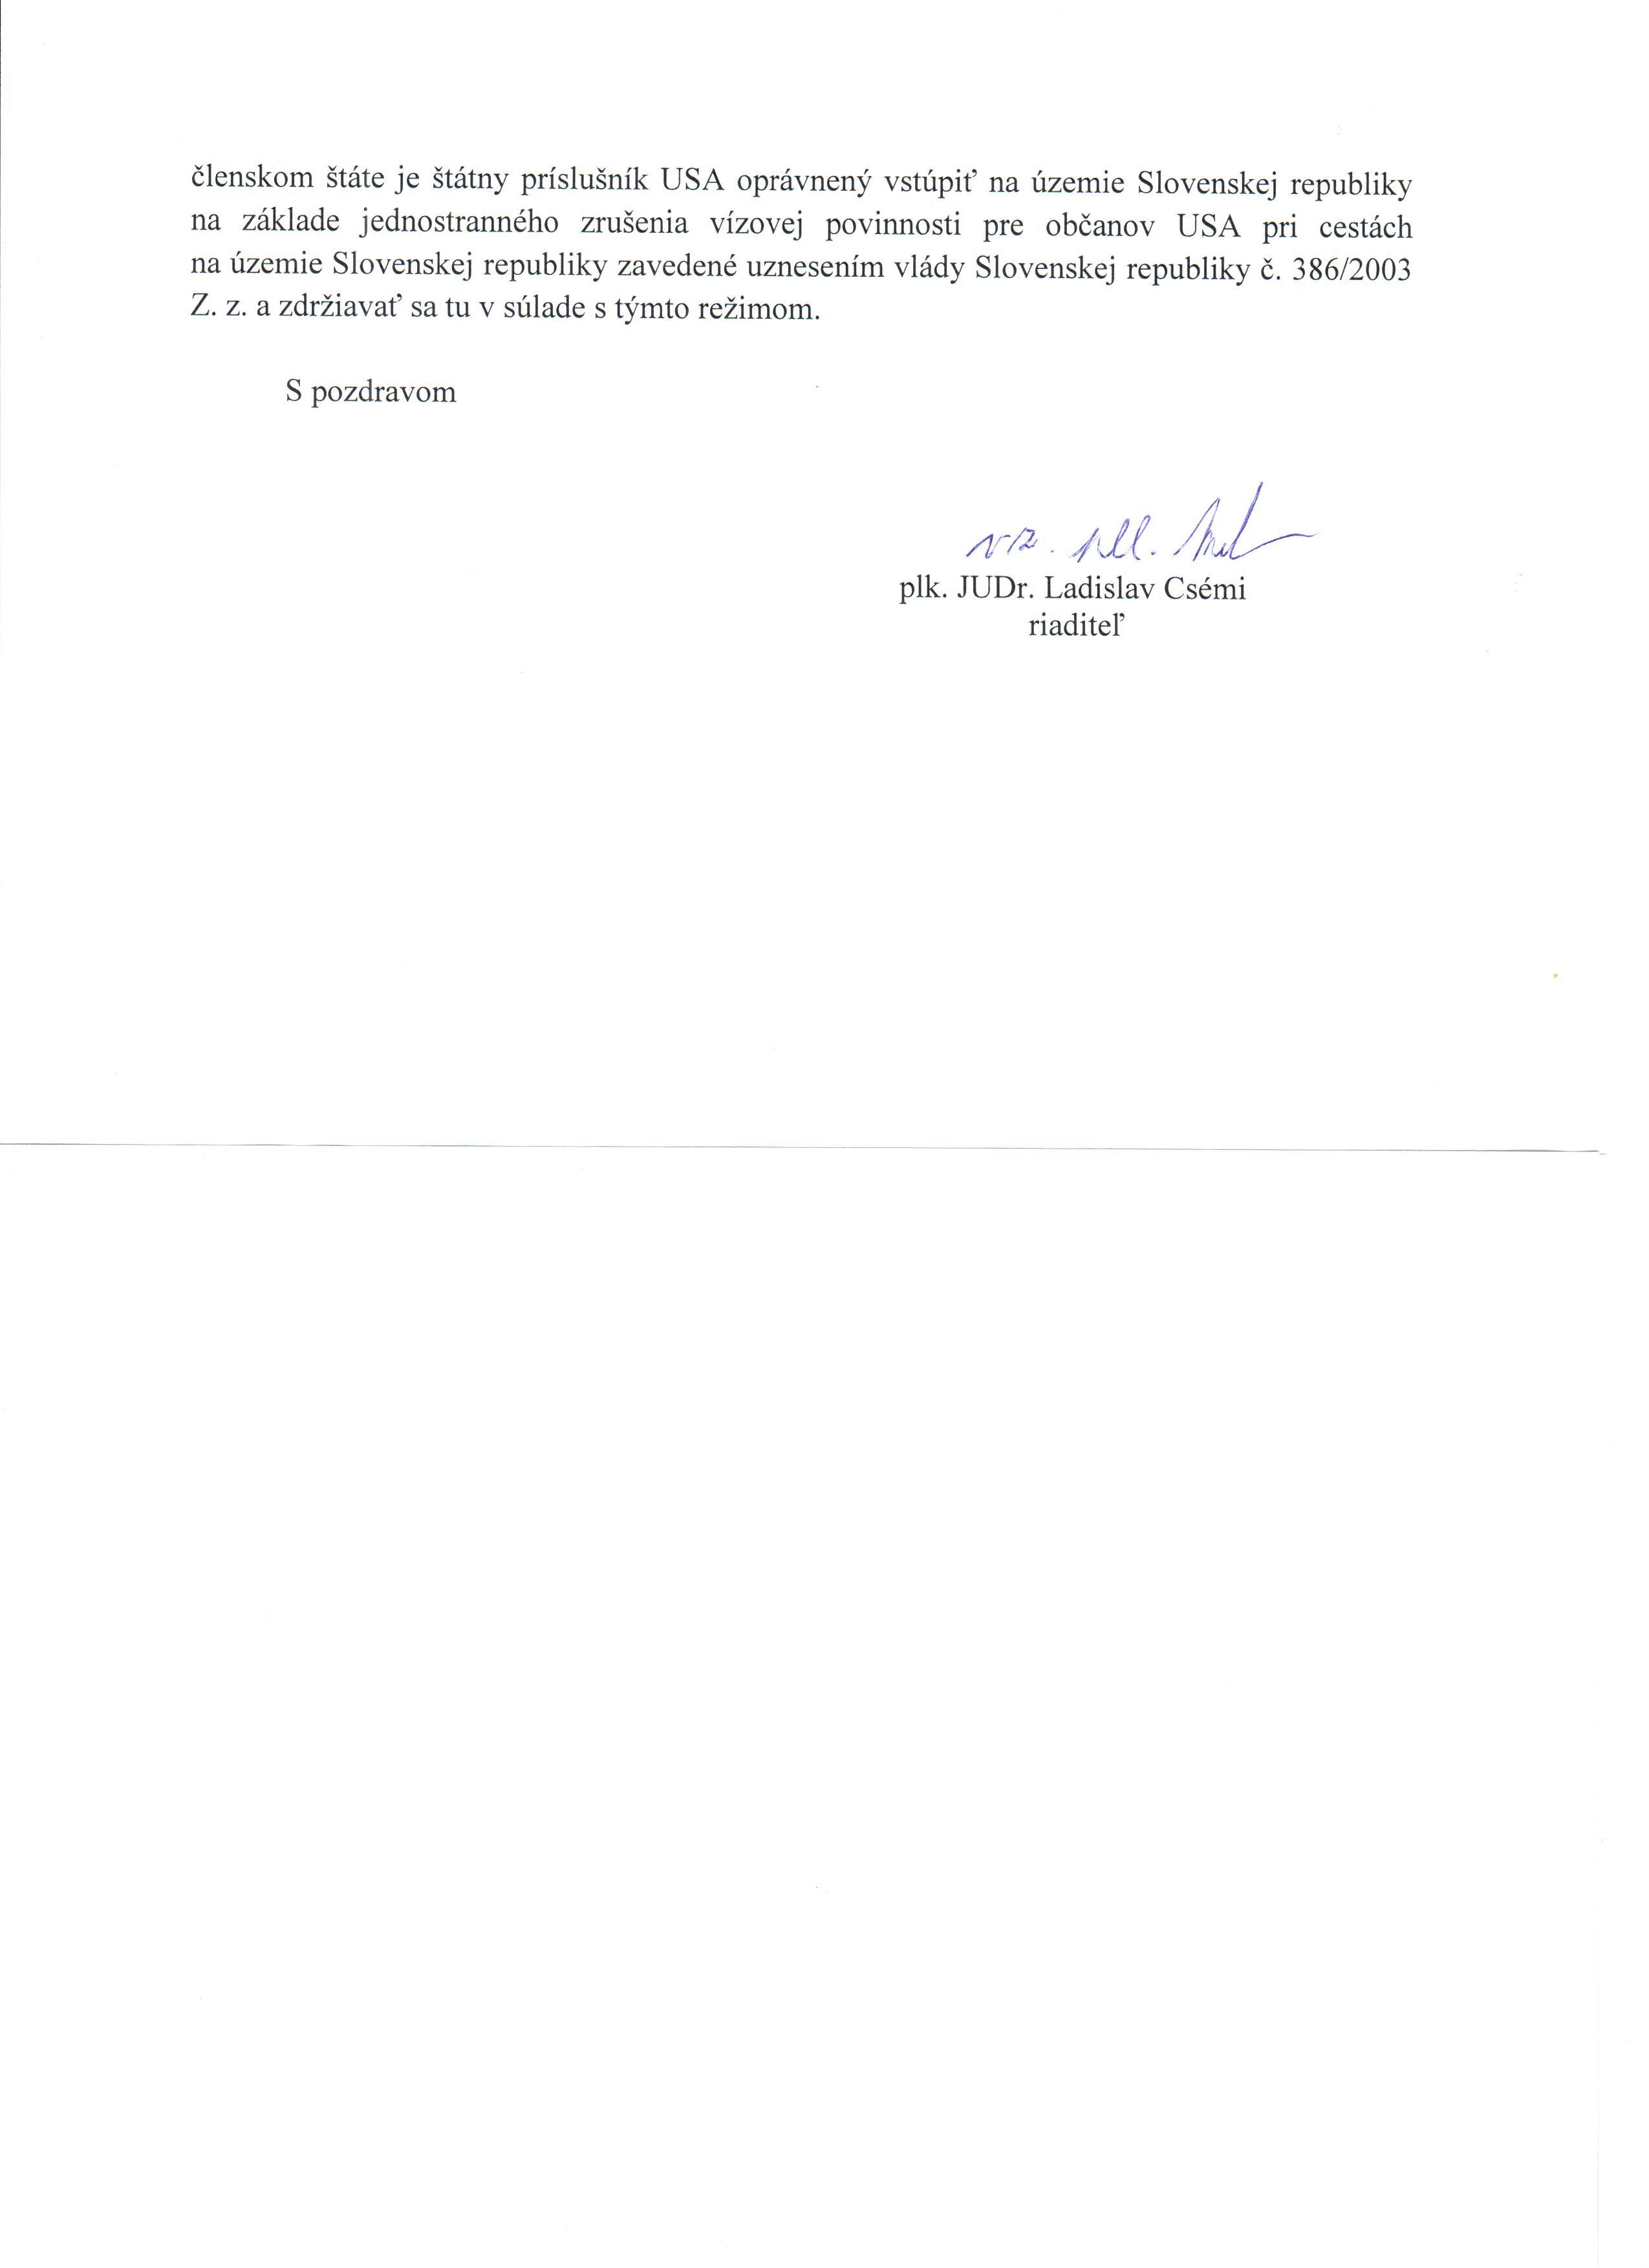 členskom štáte je štátny príslušník USA oprávnený vstúpiť na územie Slovenskej republiky
na základe jednostranného zrušenia vízovej povinnosti pre občanov USA pri cestách
na územie Slovenskej republiky zavedené uznesením vlády Slovenskej republiky č. 386/2003
Z. z. a zdržiavať sa tu v súlade s týmto režimom.
S pozdravom
v z.
plk. JUDr. Ladislav Csémi
riaditeľ